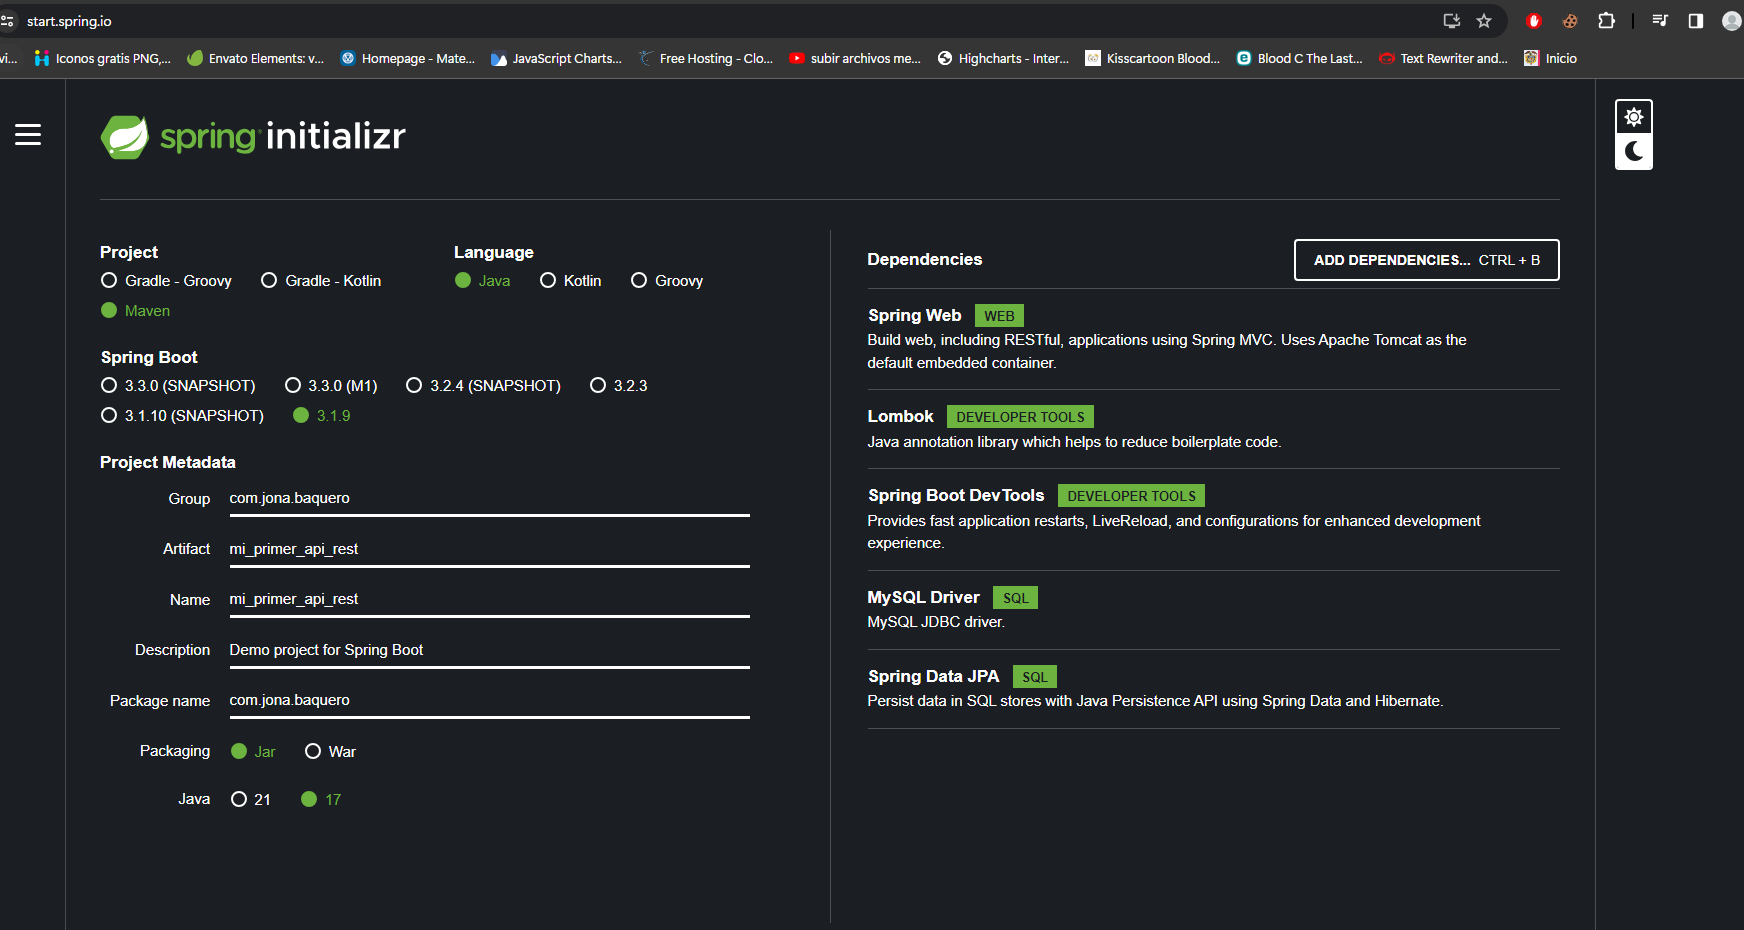 start.spring.io
vi...
Iconos gratis PNG,...
Envato Elements: v...
Homepage - Mate...
JavaScript Charts...
Free Hosting - Clo...
subir archivos me...
Highcharts - Inter...
Kisscartoon Blood...
Blood C The Last...
Text Rewriter and...
Inicio
spring initializr
Project
Gradle - Groovy
Gradle - Kotlin
Maven
Language
Java
Kotlin
Groovy
Spring Boot
3.3.0 (SNAPSHOT)
3.3.0 (M1)
3.2.4 (SNAPSHOT)
3.2.3
3.1.10 (SNAPSHOT)
3.1.9
Project Metadata
Group com.jona.baquero
Artifact mi_primer_api_rest
Name mi_primer_api_rest
Description Demo project for Spring Boot
Package name com.jona.baquero
Packaging Jar War
Java 21 17
Dependencies
ADD DEPENDENCIES... CTRL + B
Spring Web WEB
Build web, including RESTful, applications using Spring MVC. Uses Apache Tomcat as the
default embedded container.
Lombok DEVELOPER TOOLS
Java annotation library which helps to reduce boilerplate code.
Spring Boot DevTools DEVELOPER TOOLS
Provides fast application restarts, LiveReload, and configurations for enhanced development
experience.
MySQL Driver SQL
MySQL JDBC driver.
Spring Data JPA SQL
Persist data in SQL stores with Java Persistence API using Spring Data and Hibernate.